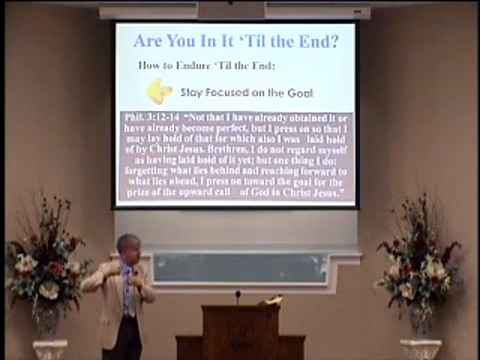 Are You In It ‘Til the End?
How to Endure ‘Til the End:
Stay Focused on the Goal
Phil. 3:12-14 “Not that I have already obtained it or
have already become perfect, but I press on so that I
may lay hold of that for which also I was laid hold
of by Christ Jesus. Brethren, I do not regard myself
as having laid hold of it yet; but one thing I do:
forgetting what lies behind and reaching forward to
what lies ahead, I press on toward the goal for the
prize of the upward call of God in Christ Jesus.”